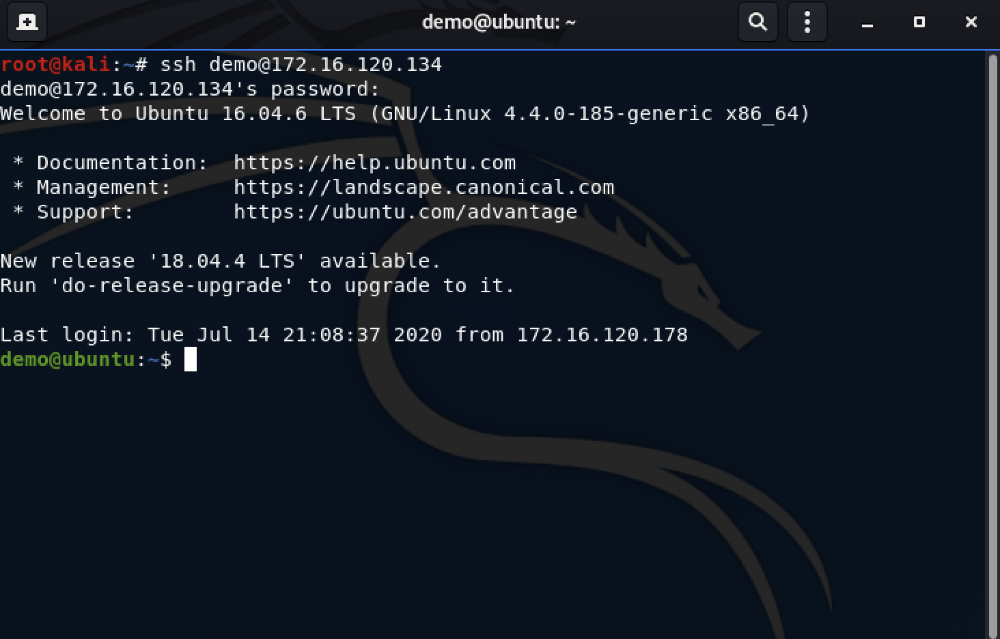 demo@ubuntu: ~
root@kali:~# ssh demo@172.16.120.134
demo@172.16.120.134's password:
Welcome to Ubuntu 16.04.6 LTS (GNU/Linux 4.4.0-185-generic x86_64)
 * Documentation:  https://help.ubuntu.com
 * Management:     https://landscape.canonical.com
 * Support:        https://ubuntu.com/advantage
New release '18.04.4 LTS' available.
Run 'do-release-upgrade' to upgrade to it.
Last login: Tue Jul 14 21:08:37 2020 from 172.16.120.178
demo@ubuntu:~$